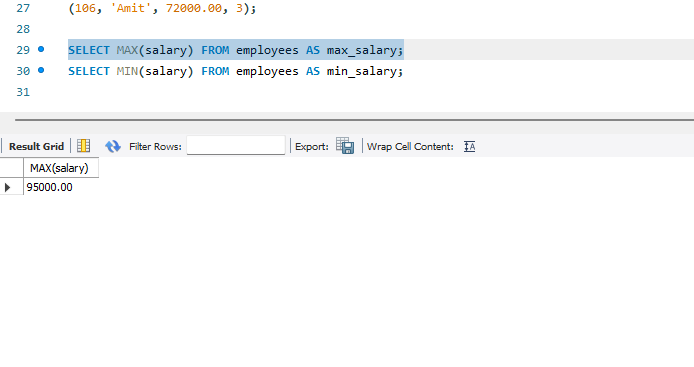 27 (106, 'Amit', 72000.00, 3);
28
29 SELECT MAX(salary) FROM employees AS max_salary;
30 SELECT MIN(salary) FROM employees AS min_salary;
31
Result Grid Filter Rows: Export: Wrap Cell Content: IA
MAX(salary)
95000.00